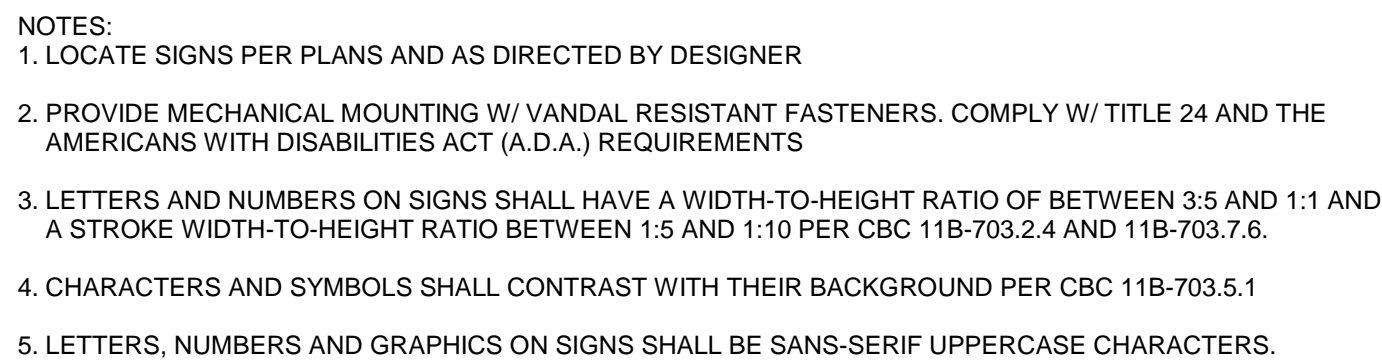 NOTES:
1. LOCATE SIGNS PER PLANS AND AS DIRECTED BY DESIGNER
2. PROVIDE MECHANICAL MOUNTING W/ VANDAL RESISTANT FASTENERS. COMPLY W/ TITLE 24 AND THE
AMERICANS WITH DISABILITIES ACT (A.D.A.) REQUIREMENTS
3. LETTERS AND NUMBERS ON SIGNS SHALL HAVE A WIDTH-TO-HEIGHT RATIO OF BETWEEN 3:5 AND 1:1 AND
A STROKE WIDTH-TO-HEIGHT RATIO BETWEEN 1:5 AND 1:10 PER CBC 11B-703.2.4 AND 11B-703.7.6.
4. CHARACTERS AND SYMBOLS SHALL CONTRAST WITH THEIR BACKGROUND PER CBC 11B-703.5.1
5. LETTERS, NUMBERS AND GRAPHICS ON SIGNS SHALL BE SANS-SERIF UPPERCASE CHARACTERS.